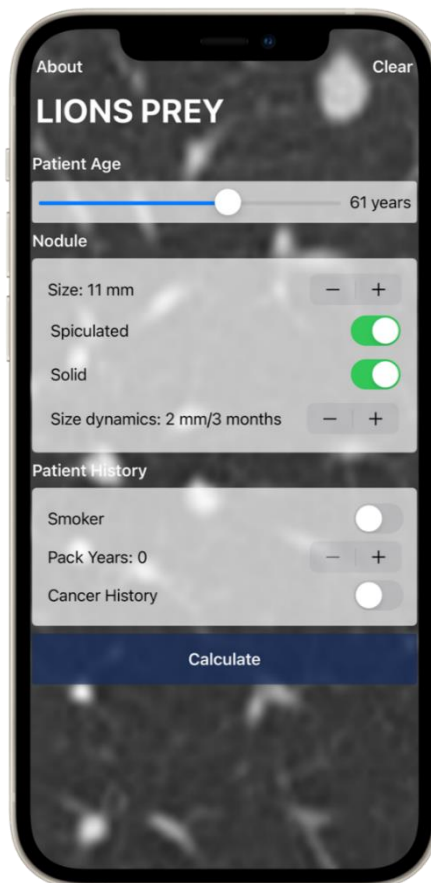 About Clear
LIONS PREY
Patient Age
61 years
Nodule
Size: 11 mm − +
Spiculated
Solid
Size dynamics: 2 mm/3 months − +
Patient History
Smoker
Pack Years: 0 − +
Cancer History
Calculate